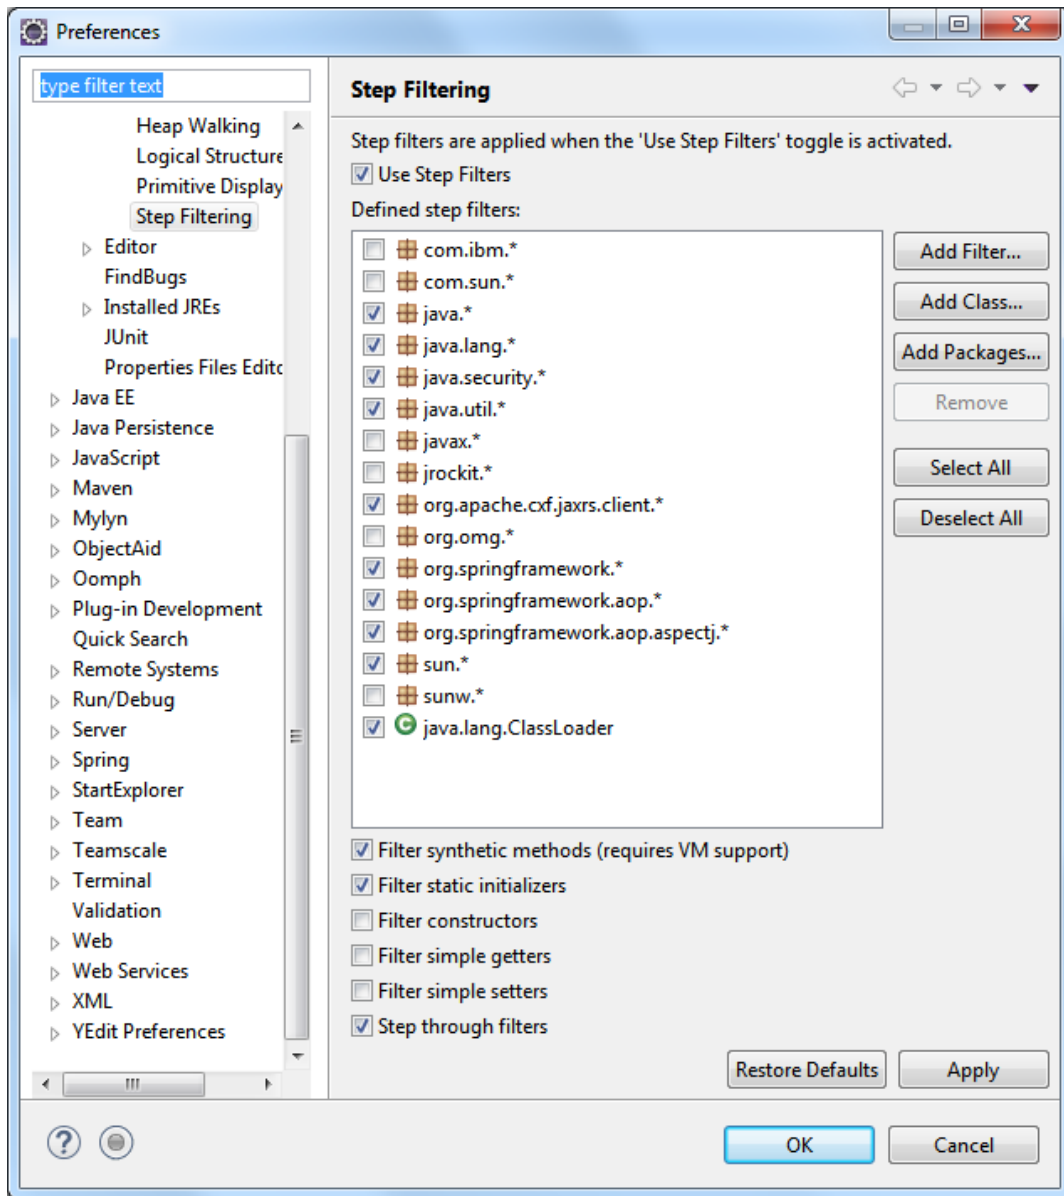 Preferences
type filter text
Heap Walking
Logical Structure
Primitive Display
Step Filtering
Editor
FindBugs
Installed JREs
JUnit
Properties Files Edito
Java EE
Java Persistence
JavaScript
Maven
Mylyn
ObjectAid
Oomph
Plug-in Development
Quick Search
Remote Systems
Run/Debug
Server
Spring
StartExplorer
Team
Teamscale
Terminal
Validation
Web
Web Services
XML
YEdit Preferences
Step Filtering
Step filters are applied when the 'Use Step Filters' toggle is activated.
Use Step Filters
Defined step filters:
com.ibm.*
com.sun.*
java.*
java.lang.*
java.security.*
java.util.*
javax.*
jrockit.*
org.apache.cxf.jaxrs.client.*
org.omg.*
org.springframework.*
org.springframework.aop.*
org.springframework.aop.aspectj.*
sun.*
sunw.*
java.lang.ClassLoader
Add Filter...
Add Class...
Add Packages...
Remove
Select All
Deselect All
Filter synthetic methods (requires VM support)
Filter static initializers
Filter constructors
Filter simple getters
Filter simple setters
Step through filters
Restore Defaults
Apply
OK
Cancel